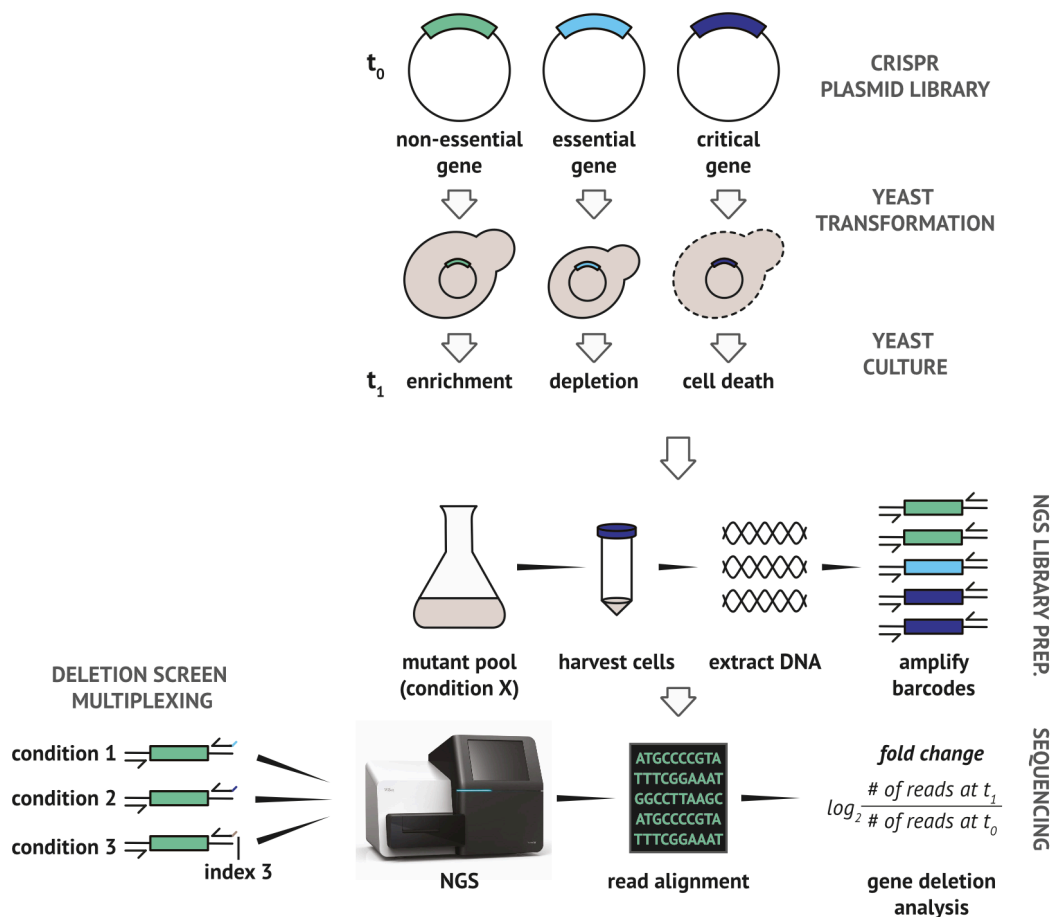 t0
CRISPR
PLASMID LIBRARY
non-essential
gene
essential
gene
critical
gene
YEAST
TRANSFORMATION
YEAST
CULTURE
t1
enrichment
depletion
cell death
NGS LIBRARY PREP.
mutant pool
(condition X)
harvest cells
extract DNA
amplify
barcodes
DELETION SCREEN
MULTIPLEXING
condition 1
condition 2
condition 3
index 3
NGS
ATGCCCCGTA
TTTCGGAAAT
GGCCTTAAGC
ATGCCCCGTA
TTTCGGAAAT
read alignment
SEQUENCING
fold change
log2 # of reads at t1
# of reads at t0
gene deletion
analysis